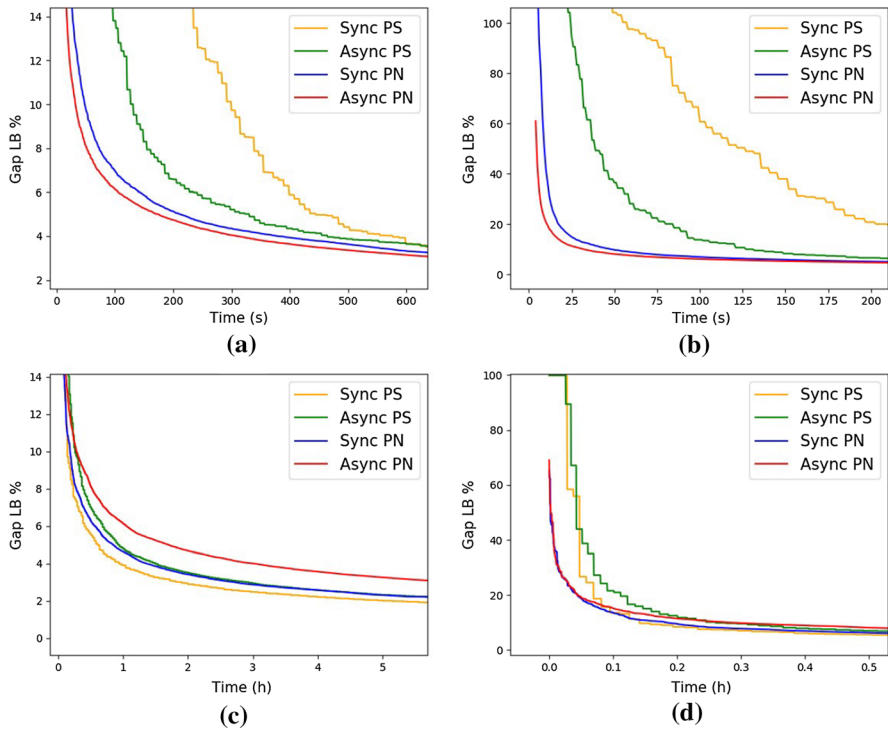 14
12
10
8
6
4
2
Gap LB %
Sync PS
Async PS
Sync PN
Async PN
0 100 200 300 400 500 600
Time (s)
(a)
100
80
60
40
20
0
Gap LB %
Sync PS
Async PS
Sync PN
Async PN
0 25 50 75 100 125 150 175 200
Time (s)
(b)
14
12
10
8
6
4
2
0
Gap LB %
Sync PS
Async PS
Sync PN
Async PN
0 1 2 3 4 5
Time (h)
(c)
100
80
60
40
20
0
Gap LB %
Sync PS
Async PS
Sync PN
Async PN
0.0 0.1 0.2 0.3 0.4 0.5
Time (h)
(d)